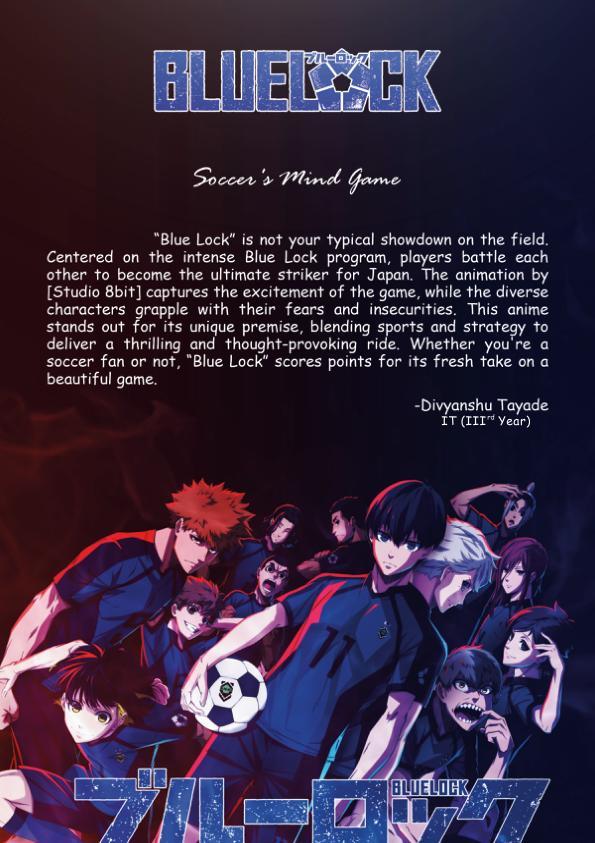 ブルーロック
BLUELOCK
Soccer's Mind Game
“Blue Lock” is not your typical showdown on the field.
Centered on the intense Blue Lock program, players battle each
other to become the ultimate striker for Japan. The animation by
[Studio 8bit] captures the excitement of the game, while the diverse
characters grapple with their fears and insecurities. This anime
stands out for its unique premise, blending sports and strategy to
deliver a thrilling and thought-provoking ride. Whether you're a
soccer fan or not, “Blue Lock” scores points for its fresh take on a
beautiful game.
-Divyanshu Tayade
IT (IIIrd Year)
11
BLUELOCK
ブルーロック